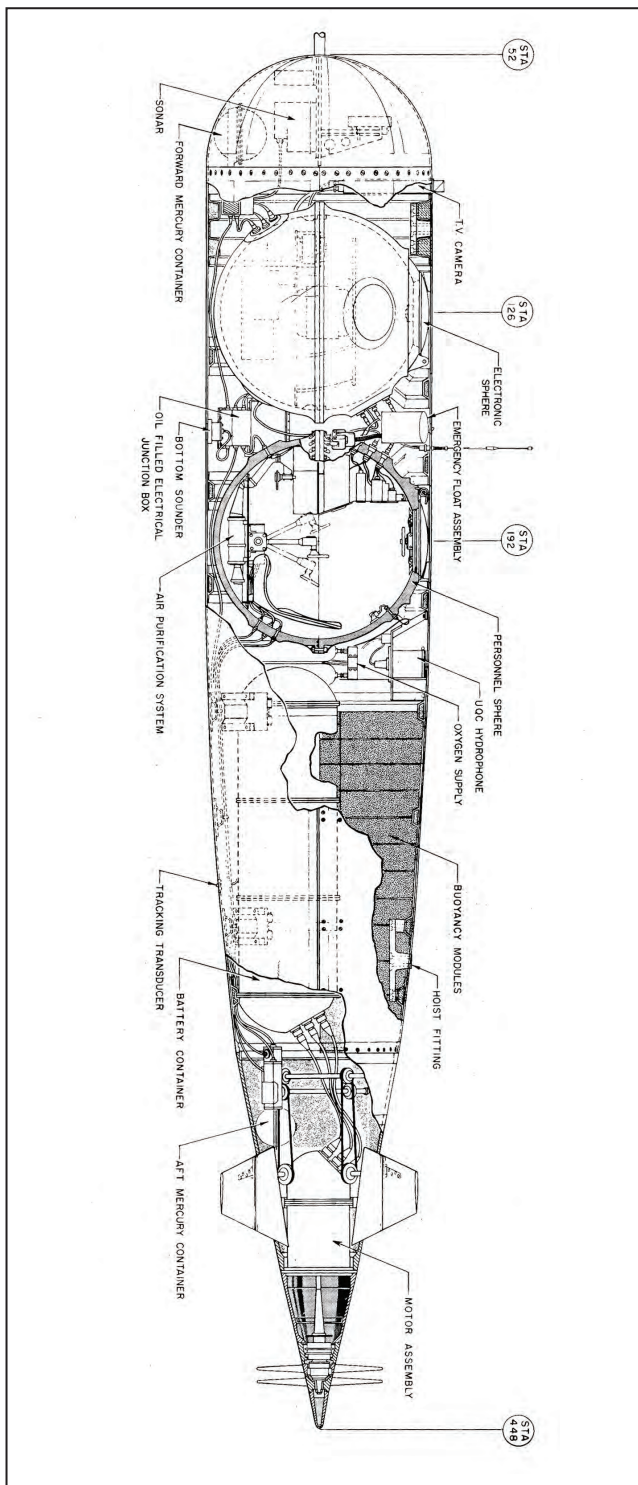 STA
52
STA
126
STA
192
STA
448
T.V. CAMERA
ELECTRONIC
SPHERE
EMERGENCY FLOAT ASSEMBLY
PERSONNEL SPHERE
UQC HYDROPHONE
OXYGEN SUPPLY
BUOYANCY MODULES
HOIST FITTING
MOTOR ASSEMBLY
SONAR
FORWARD MERCURY CONTAINER
OIL FILLED ELECTRICAL
JUNCTION BOX
BOTTOM SOUNDER
AIR PURIFICATION SYSTEM
TRACKING TRANSDUCER
BATTERY CONTAINER
AFT MERCURY CONTAINER